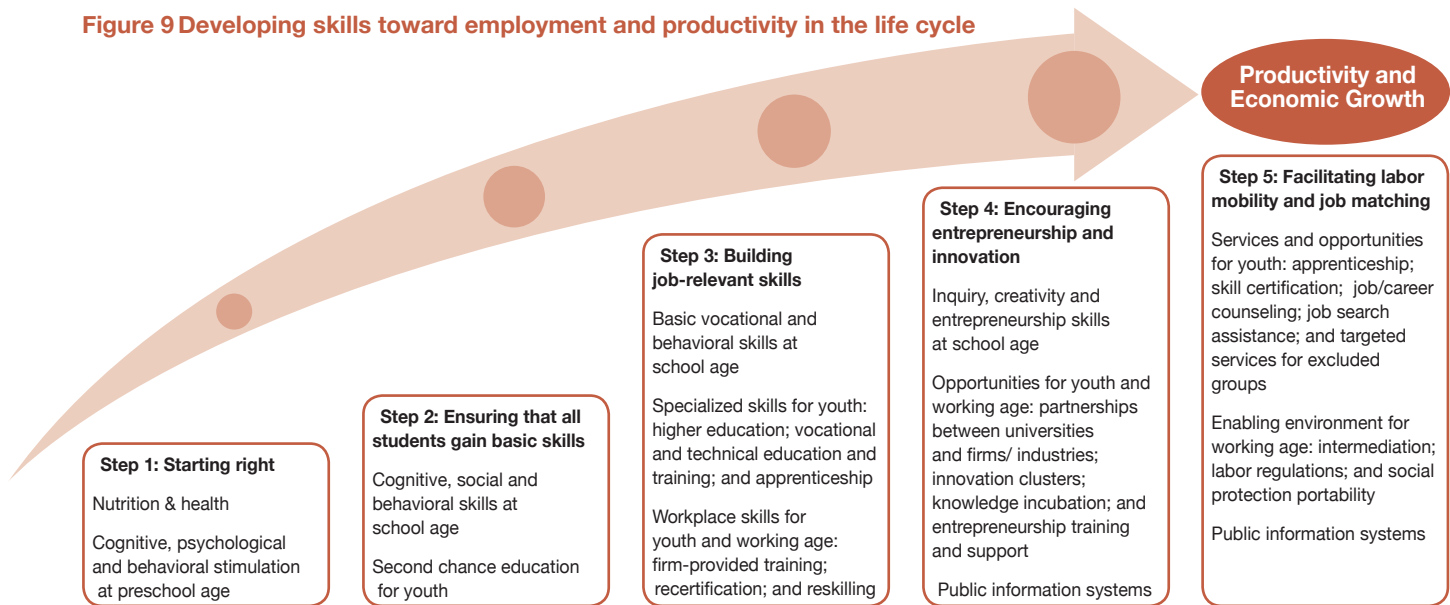 Figure 9 Developing skills toward employment and productivity in the life cycle
Productivity and
Economic Growth
Step 1: Starting right
Nutrition & health
Cognitive, psychological
and behavioral stimulation
at preschool age
Step 2: Ensuring that all
students gain basic skills
Cognitive, social and
behavioral skills at
school age
Second chance education
for youth
Step 3: Building
job-relevant skills
Basic vocational and
behavioral skills at
school age
Specialized skills for youth:
higher education; vocational
and technical education and
training; and apprenticeship
Workplace skills for
youth and working age:
firm-provided training;
recertification; and reskilling
Step 4: Encouraging
entrepreneurship and
innovation
Inquiry, creativity and
entrepreneurship skills
at school age
Opportunities for youth and
working age: partnerships
between universities
and firms/ industries;
innovation clusters;
knowledge incubation; and
entrepreneurship training
and support
Public information systems
Step 5: Facilitating labor
mobility and job matching
Services and opportunities
for youth: apprenticeship;
skill certification; job/career
counseling; job search
assistance; and targeted
services for excluded
groups
Enabling environment for
working age: intermediation;
labor regulations; and social
protection portability
Public information systems